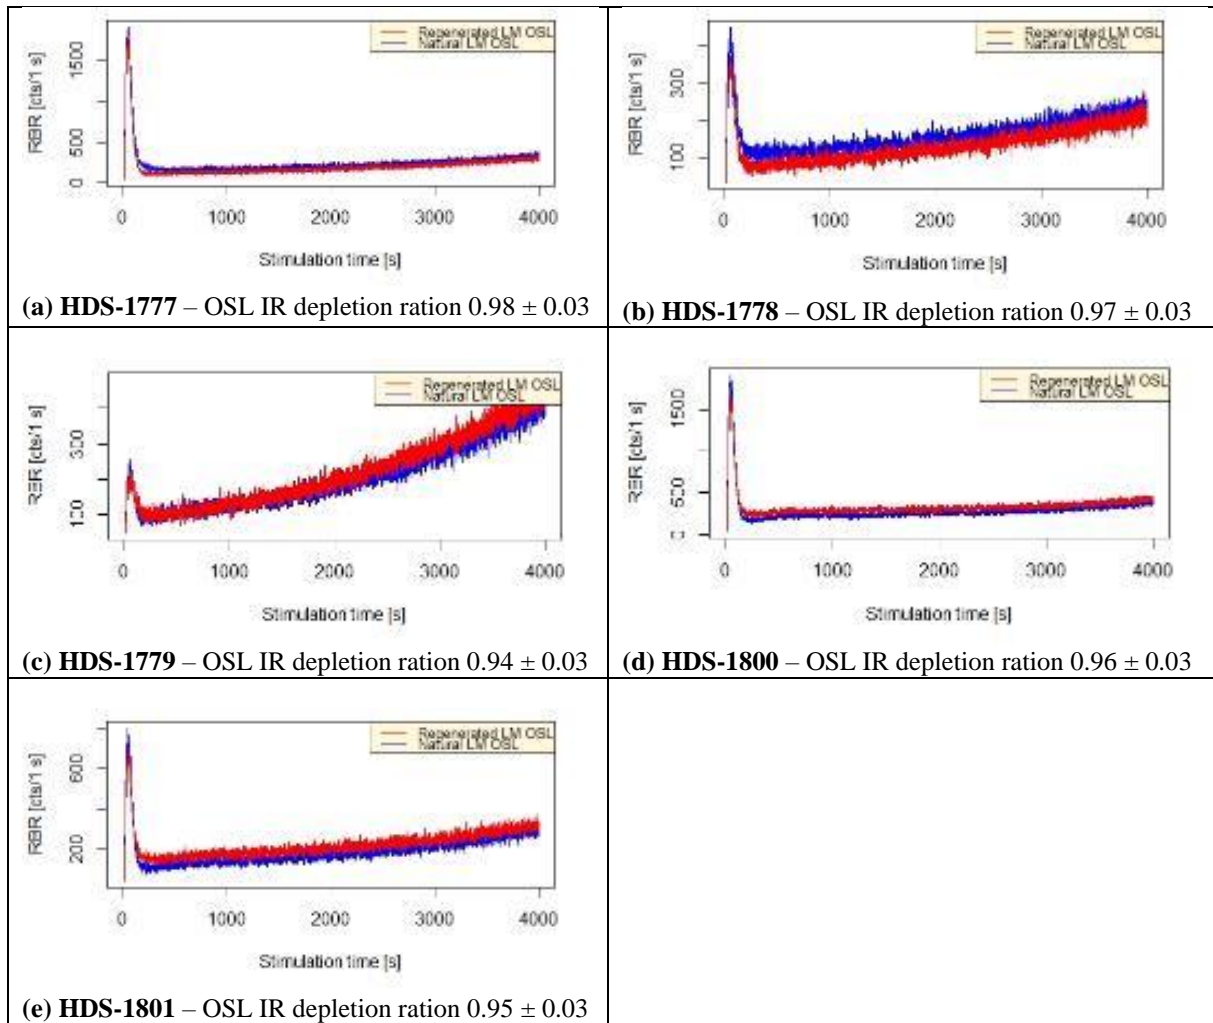 Regenerated LM OSL
Natural LM OSL
RBR [cts/1 s]
1500
500
0
0 1000 2000 3000 4000
Stimulation time [s]
(a) HDS-1777 – OSL IR depletion ration 0.98 ± 0.03
Regenerated LM OSL
Natural LM OSL
RBR [cts/1 s]
300
100
0 1000 2000 3000 4000
Stimulation time [s]
(b) HDS-1778 – OSL IR depletion ration 0.97 ± 0.03
Regenerated LM OSL
Natural LM OSL
RBR [cts/1 s]
300
100
0 1000 2000 3000 4000
Stimulation time [s]
(c) HDS-1779 – OSL IR depletion ration 0.94 ± 0.03
Regenerated LM OSL
Natural LM OSL
RBR [cts/1 s]
1500
500
0
0 1000 2000 3000 4000
Stimulation time [s]
(d) HDS-1800 – OSL IR depletion ration 0.96 ± 0.03
Regenerated LM OSL
Natural LM OSL
RBR [cts/1 s]
600
200
0 1000 2000 3000 4000
Stimulation time [s]
(e) HDS-1801 – OSL IR depletion ration 0.95 ± 0.03